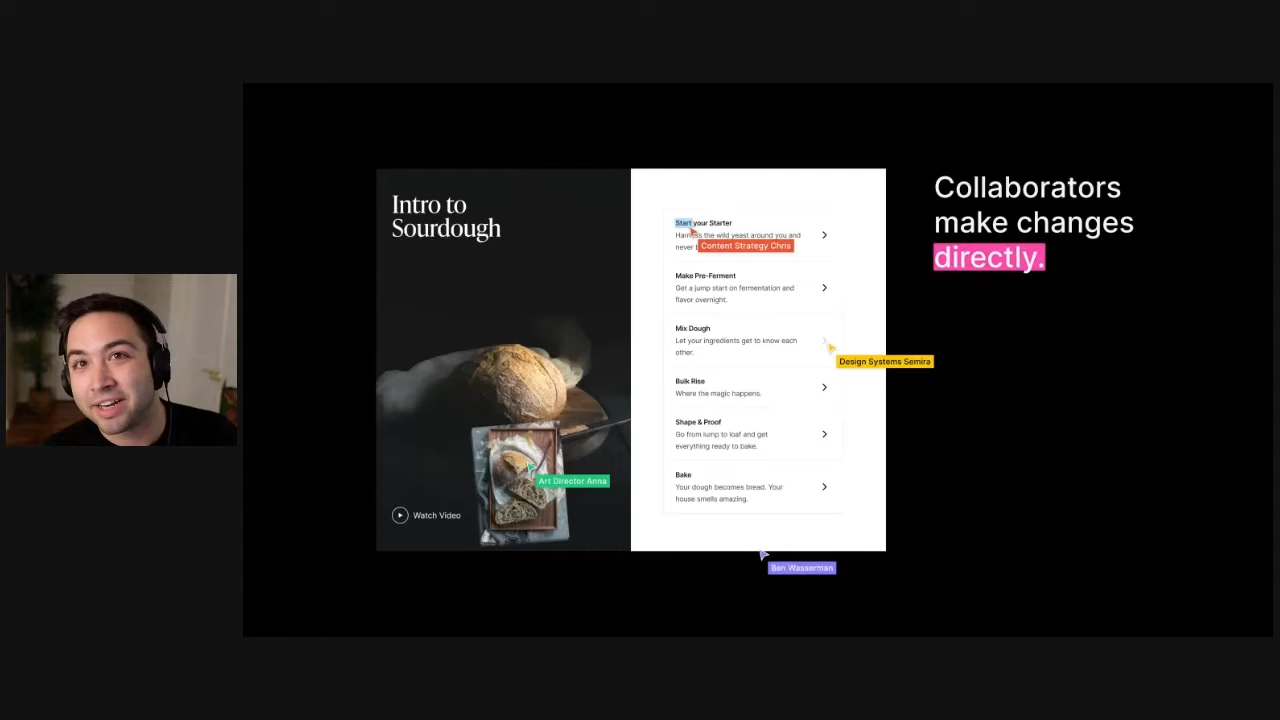 Intro to
Sourdough
Watch Video
Start your Starter
Harness the wild yeast around you and
never
Content Strategy Chris
Make Pre-Ferment
Get a jump start on fermentation and
flavor overnight.
Mix Dough
Let your ingredients get to know each
other.
Design Systems Semira
Bulk Rise
Where the magic happens.
Shape & Proof
Go from lump to loaf and get
everything ready to bake.
Art Director Anna
Bake
Your dough becomes bread. Your
house smells amazing.
Ben Wasserman
Collaborators
make changes
directly.